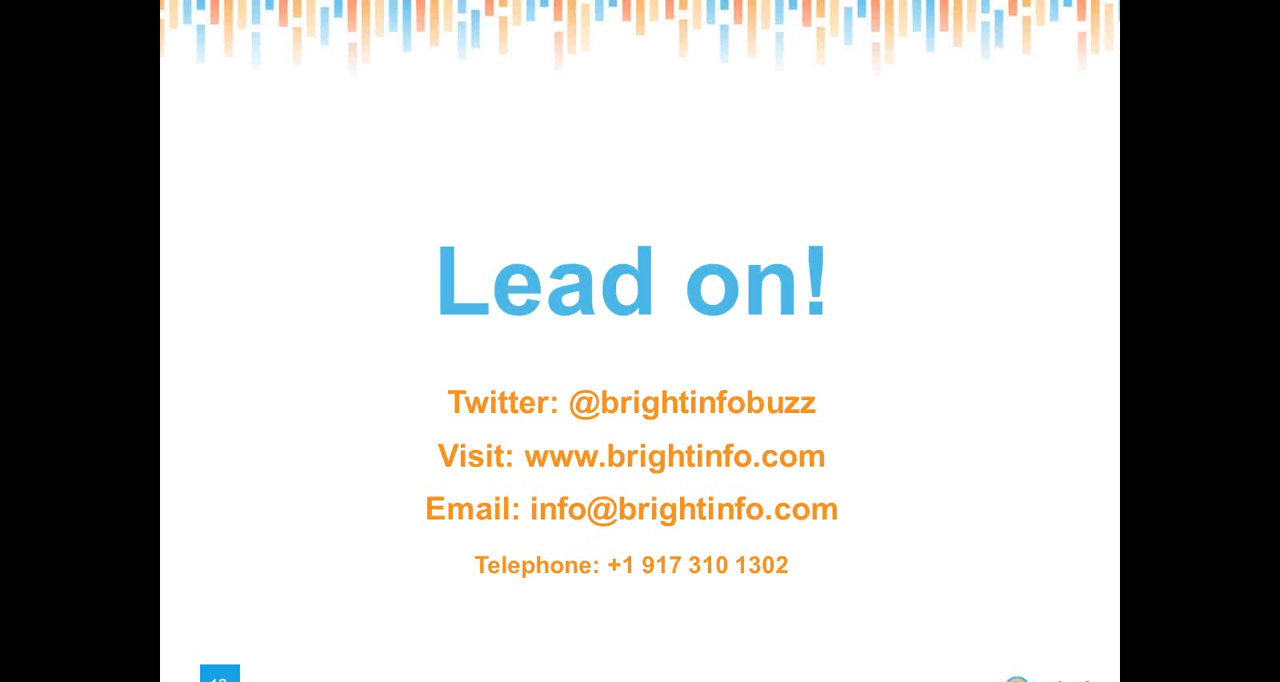 Lead on!
Twitter: @brightinfobuzz
Visit: www.brightinfo.com
Email: info@brightinfo.com
Telephone: +1 917 310 1302